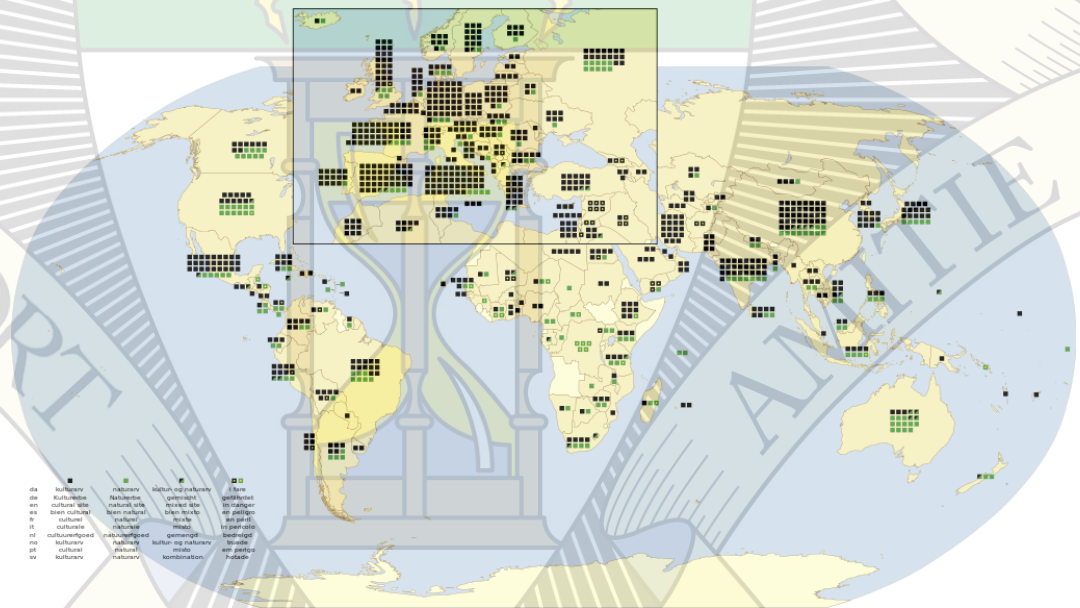 RT
ANTIE
da kulturarv naturarv kultur- og naturarv i fare
de Kulturerbe Naturerbe gemischt gefährdet
en cultural site natural site mixed site in danger
es bien cultural bien natural bien mixto en peligro
fr culturel naturel mixte en péril
it culturale naturale misto in pericolo
nl cultuurerfgoed natuurerfgoed gemengd bedreigd
no kulturarv naturarv kultur- og naturarv truede
pt cultural natural misto em perigo
sv kulturarv naturarv kombination. hotade